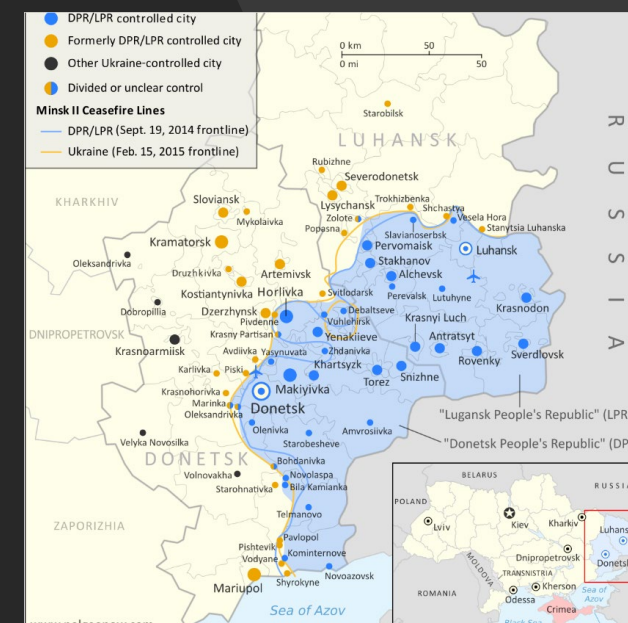 DPR/LPR controlled city
Formerly DPR/LPR controlled city
Other Ukraine-controlled city
Divided or unclear control
Minsk II Ceasefire Lines
DPR/LPR (Sept. 19, 2014 frontline)
Ukraine (Feb. 15, 2015 frontline)
0 km 50
0 mi 50
Starobilsk
LUHANSK
RUSSIA
Rubizhne
Severodonetsk
KHARKHIV
Sloviansk
Mykolaivka
Lysychansk
Trokhizbenka
Zolote
Shchastya
Vesela Hora
Popasna
Slavianoserbsk
Stanytsia Luhanska
Kramatorsk
Pervomaisk
Luhansk
Oleksandrivka
Druzhkivka
Artemivsk
Stakhanov
Alchevsk
Kostiantynivka
Horlivka
Svitlodarsk
Perevalsk
Lutuhyne
Dobropillia
Krasnodon
Dzerzhynsk
Debaltseve
Pivdenne
Vuhlehirsk
Krasnyi Luch
DNIPROPETROVSK
Krasny Partisan
Yenakiieve
Antratsyt
Krasnoarmiisk
Avdiivka
Yasynuvata
Zhdanivka
Rovenky
Sverdlovsk
Karlivka
Piski
Khartsyzk
Torez
Snizhne
Krasnohorivka
Makiyivka
Marinka
Donetsk
Oleksandrivka
"Lugansk People's Republic" (LPR
Olenivka
Amvrosiivka
Velyka Novosilka
Starobesheve
"Donetsk People's Republic" (DP
DONETSK
Bohdanivka
Volnovakha
Novolaspa
Starohnativka
Bila Kamianka
Telmanovo
ZAPORIZHIA
Pavlopol
Pishtevik
Kominternove
Vodyane
Mariupol
Shyrokyne
Novoazovsk
Sea of Azov
BELARUS
RUSSI
POLAND
Lviv
Kiev
Kharkiv
Luhans
Dnipropetrovsk
Donets
MOLDOVA
TRANSNISTRIA
Kherson
ROMANIA
Odessa
Sea of
Azov
Crimea